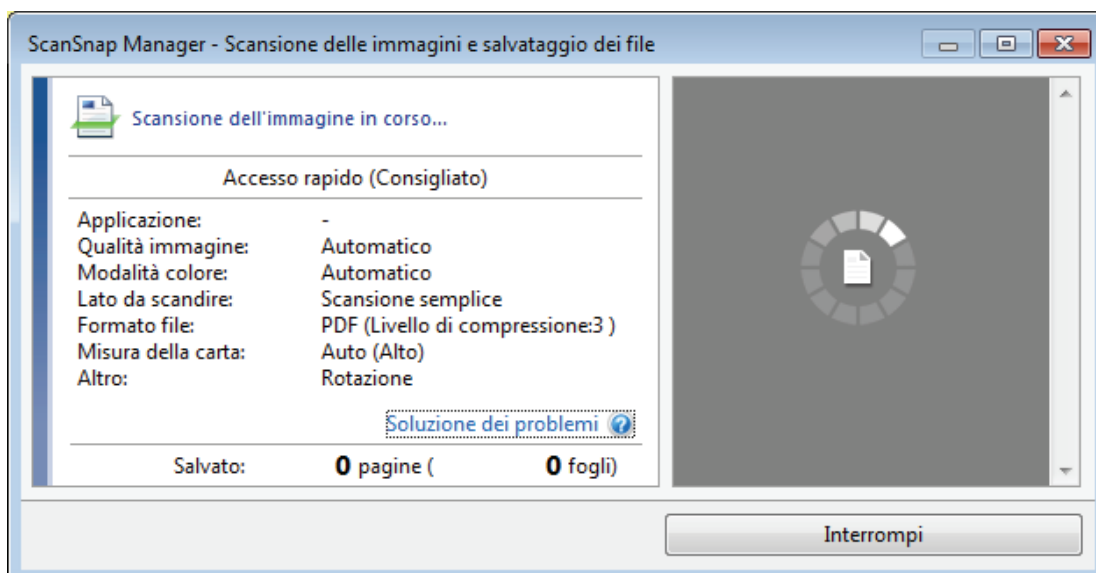 ScanSnap Manager - Scansione delle immagini e salvataggio dei file
Scansione dell'immagine in corso...
Accesso rapido (Consigliato)
Applicazione: -
Qualità immagine: Automatico
Modalità colore: Automatico
Lato da scandire: Scansione semplice
Formato file: PDF (Livello di compressione:3 )
Misura della carta: Auto (Alto)
Altro: Rotazione
Soluzione dei problemi ?
Salvato: 0 pagine ( 0 fogli)
Interrompi